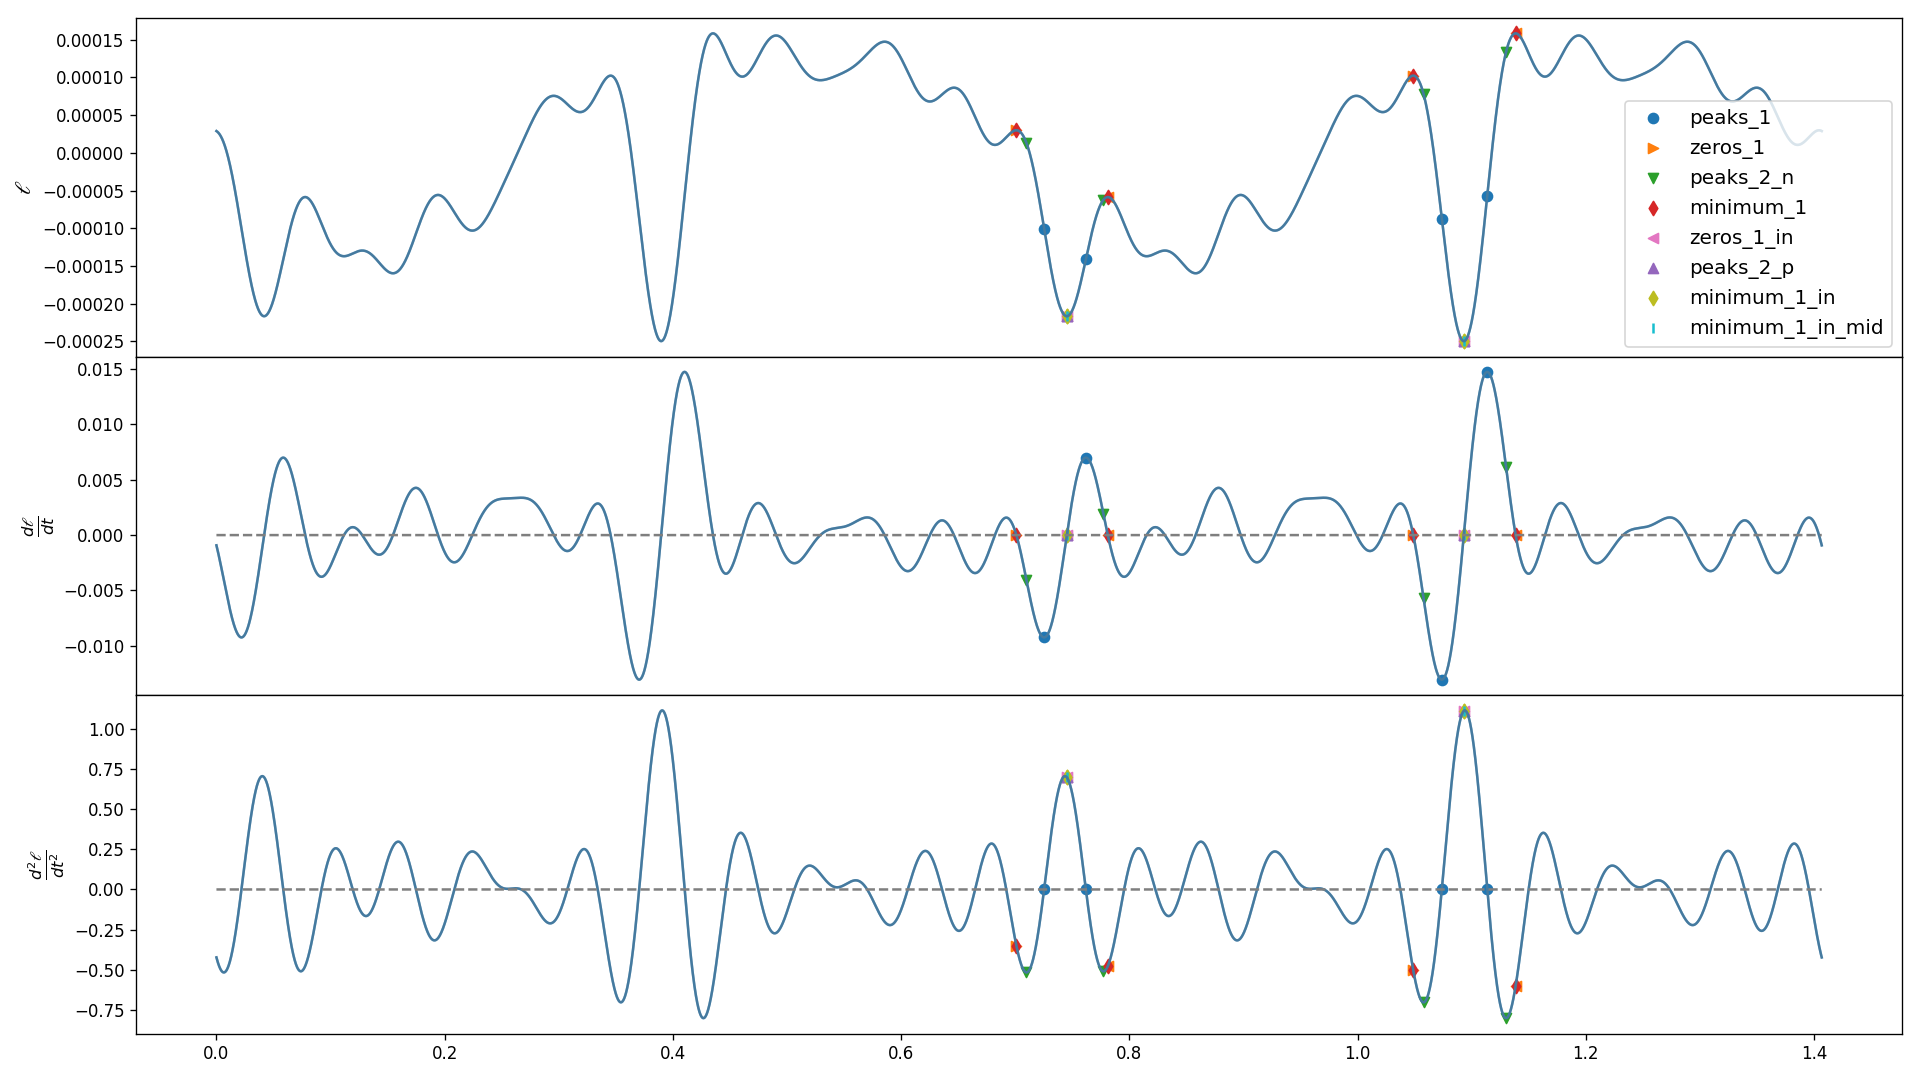 0.00015
0.00010
0.00005
0.00000
−0.00005
−0.00010
−0.00015
−0.00020
−0.00025
ℓ
peaks_1
zeros_1
peaks_2_n
minimum_1
zeros_1_in
peaks_2_p
minimum_1_in
minimum_1_in_mid
0.015
0.010
0.005
0.000
−0.005
−0.010
dℓ
dt
1.00
0.75
0.50
0.25
0.00
−0.25
−0.50
−0.75
d²ℓ
dt²
0.0 0.2 0.4 0.6 0.8 1.0 1.2 1.4